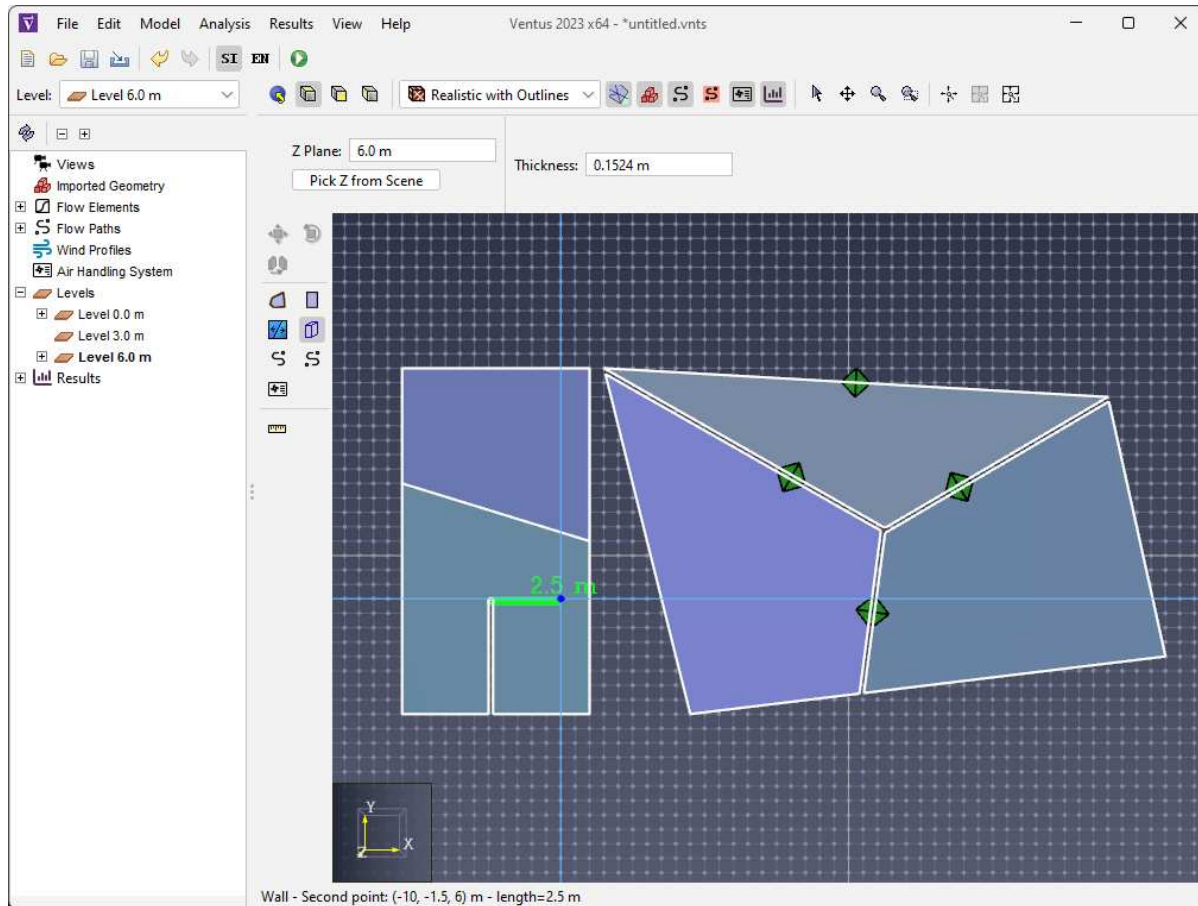 File Edit Model Analysis Results View Help Ventus 2023 x64 - *untitled.vnts
SI EN
Level: Level 6.0 m Realistic with Outlines
Z Plane: 6.0 m
Thickness: 0.1524 m
Pick Z from Scene
Views
Imported Geometry
Flow Elements
Flow Paths
Wind Profiles
Air Handling System
Levels
Level 0.0 m
Level 3.0 m
Level 6.0 m
Results
2.5 m
Y
X
Z
Wall - Second point: (-10, -1.5, 6) m - length=2.5 m